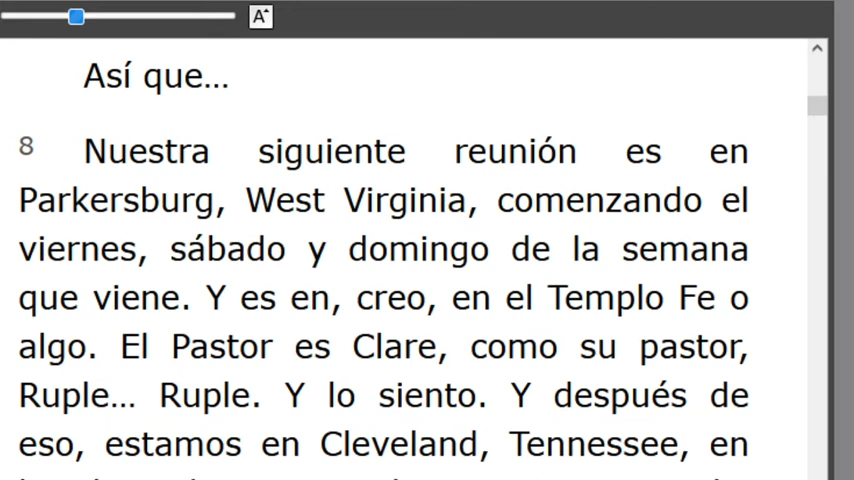 A
Así que...
8 Nuestra siguiente reunión es en
Parkersburg, West Virginia, comenzando el
viernes, sábado y domingo de la semana
que viene. Y es en, creo, en el Templo Fe o
algo. El Pastor es Clare, como su pastor,
Ruple... Ruple. Y lo siento. Y después de
eso, estamos en Cleveland, Tennessee, en